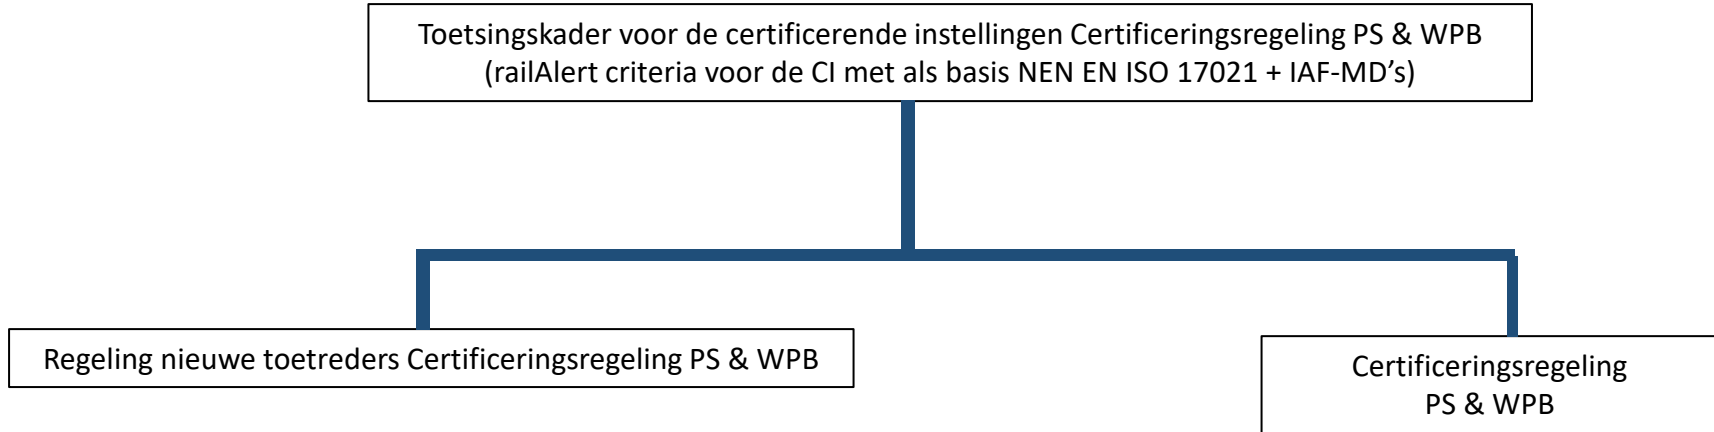 Toetsingskader voor de certificerende instellingen Certificeringsregeling PS & WPB
(railAlert criteria voor de CI met als basis NEN EN ISO 17021 + IAF-MD’s)
Regeling nieuwe toetreders Certificeringsregeling PS & WPB
Certificeringsregeling
PS & WPB